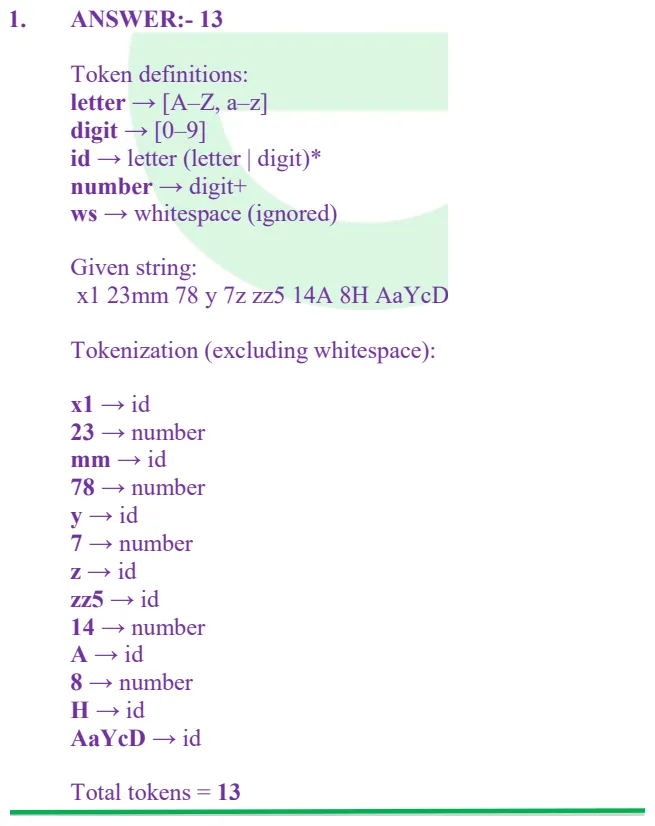 1. ANSWER:- 13
Token definitions:
letter → [A–Z, a–z]
digit → [0–9]
id → letter (letter | digit)*
number → digit+
ws → whitespace (ignored)
Given string:
x1 23mm 78 y 7z zz5 14A 8H AaYcD
Tokenization (excluding whitespace):
x1 → id
23 → number
mm → id
78 → number
y → id
7 → number
z → id
zz5 → id
14 → number
A → id
8 → number
H → id
AaYcD → id
Total tokens = 13